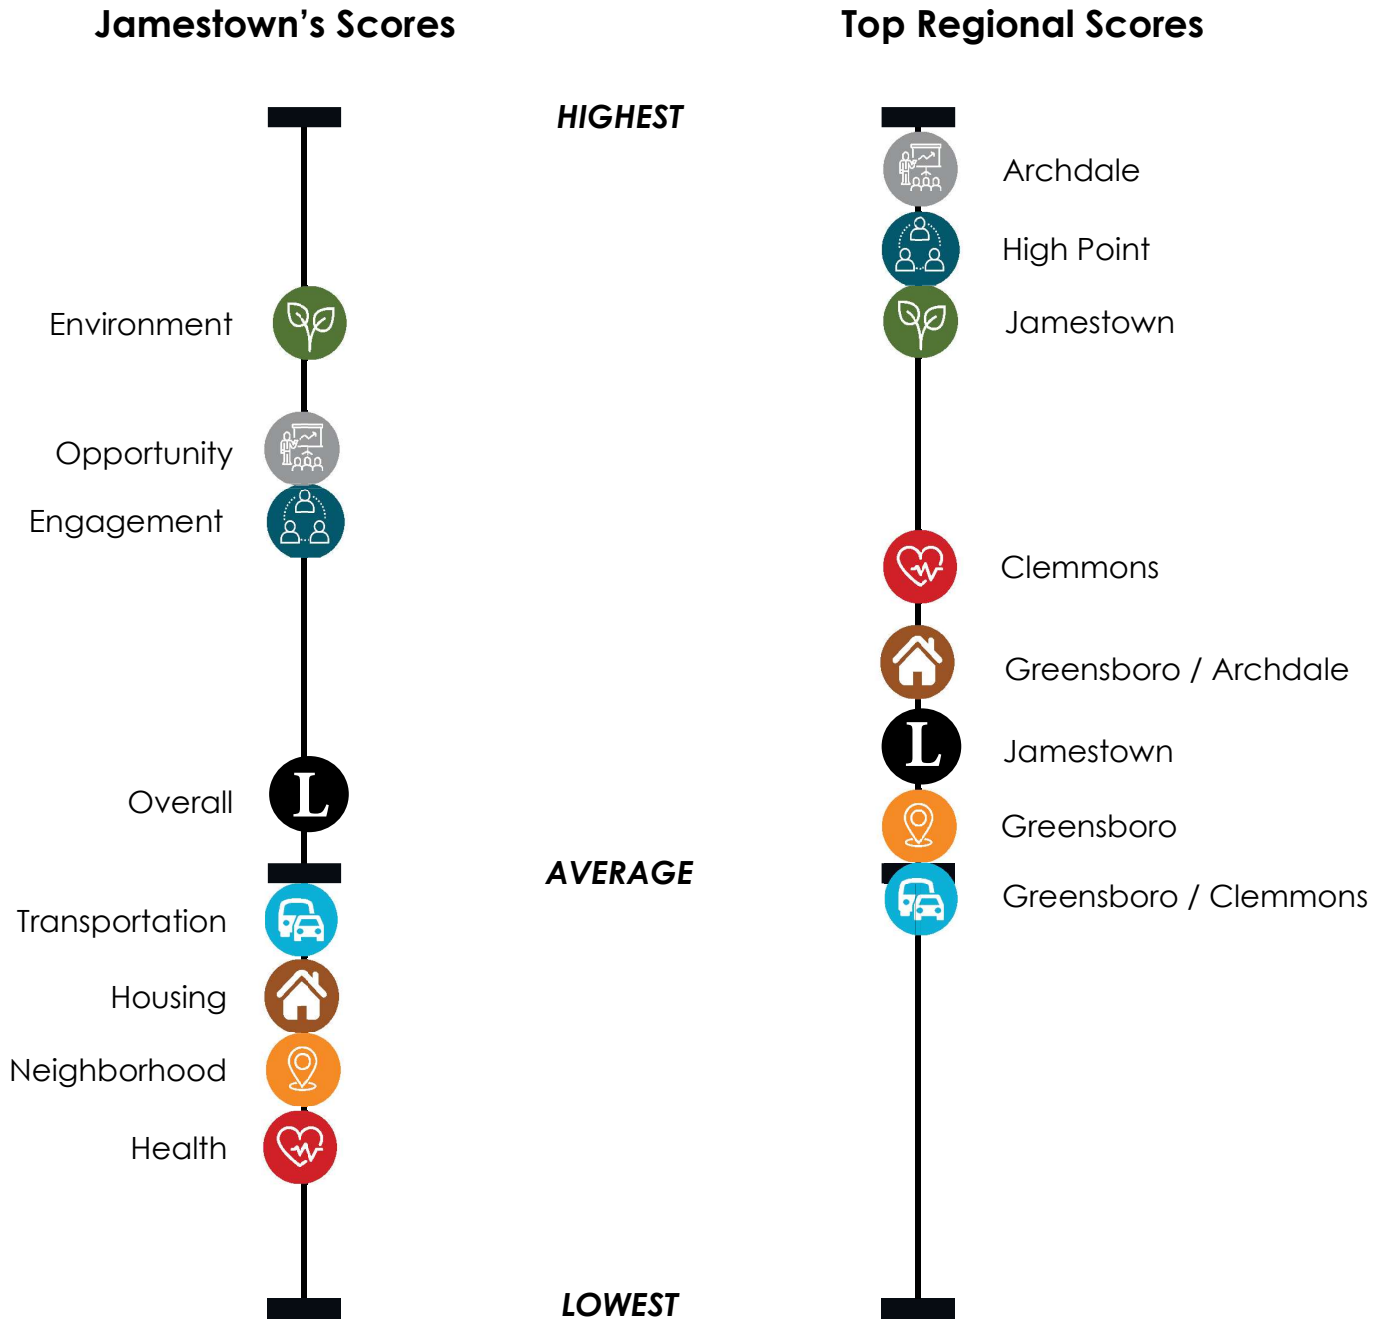 Jamestown’s Scores
Top Regional Scores
HIGHEST
Archdale
High Point
Environment
Jamestown
Opportunity
Engagement
Clemmons
Greensboro / Archdale
Jamestown
L
L
Overall
Greensboro
AVERAGE
Greensboro / Clemmons
Transportation
Housing
Neighborhood
Health
LOWEST